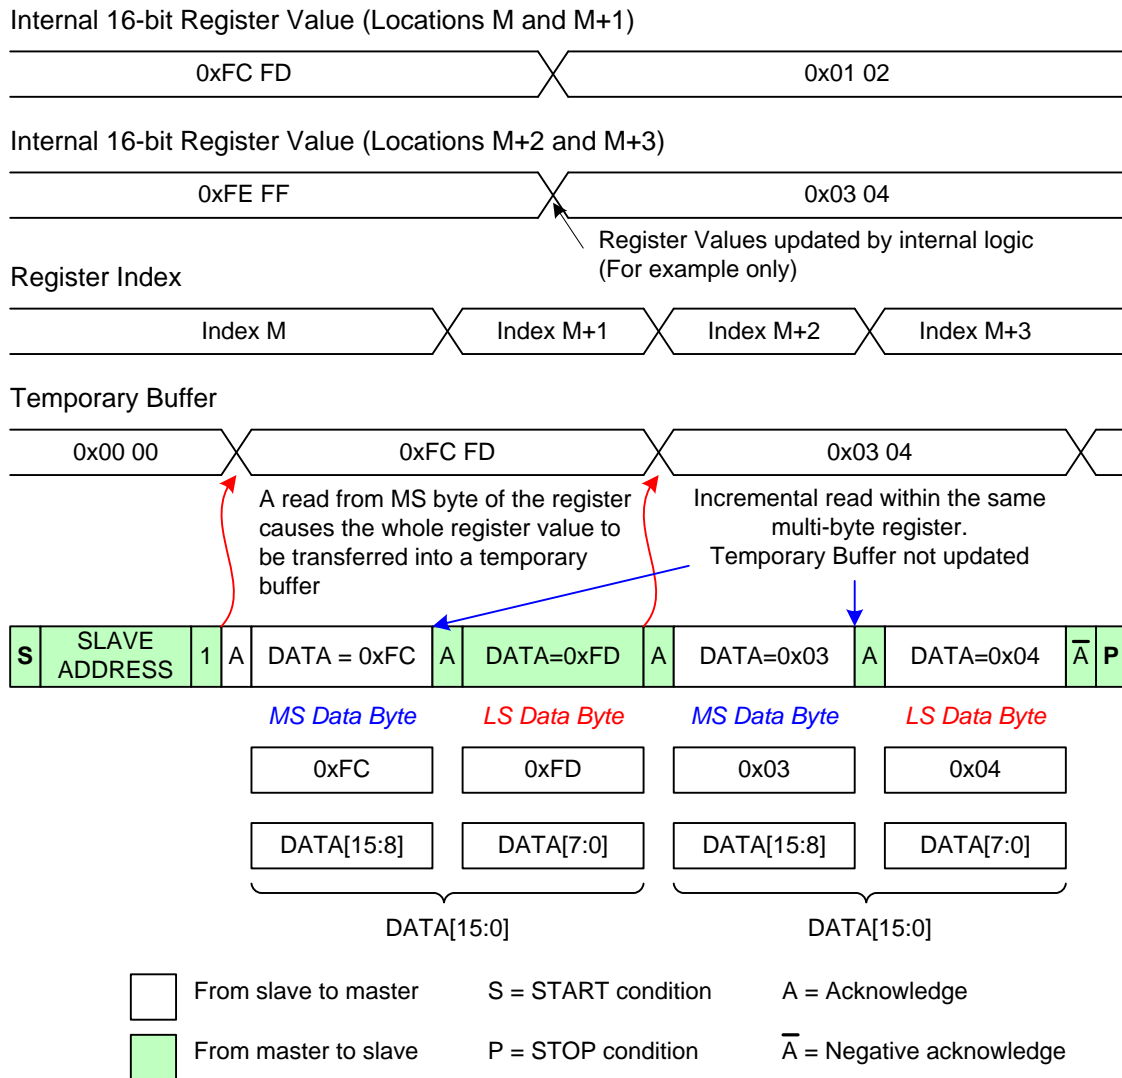 Internal 16-bit Register Value (Locations M and M+1)
0xFC FD 0x01 02
Internal 16-bit Register Value (Locations M+2 and M+3)
0xFE FF 0x03 04
Register Values updated by internal logic
(For example only)
Register Index
Index M Index M+1 Index M+2 Index M+3
Temporary Buffer
0x00 00 0xFC FD 0x03 04
A read from MS byte of the register
causes the whole register value to
be transferred into a temporary
buffer
Incremental read within the same
multi-byte register.
Temporary Buffer not updated
S SLAVE ADDRESS 1 A DATA = 0xFC A DATA=0xFD A DATA=0x03 A DATA=0x04 A̅ P
MS Data Byte LS Data Byte MS Data Byte LS Data Byte
0xFC 0xFD 0x03 0x04
DATA[15:8] DATA[7:0] DATA[15:8] DATA[7:0]
DATA[15:0] DATA[15:0]
From slave to master S = START condition A = Acknowledge
From master to slave P = STOP condition A̅ = Negative acknowledge